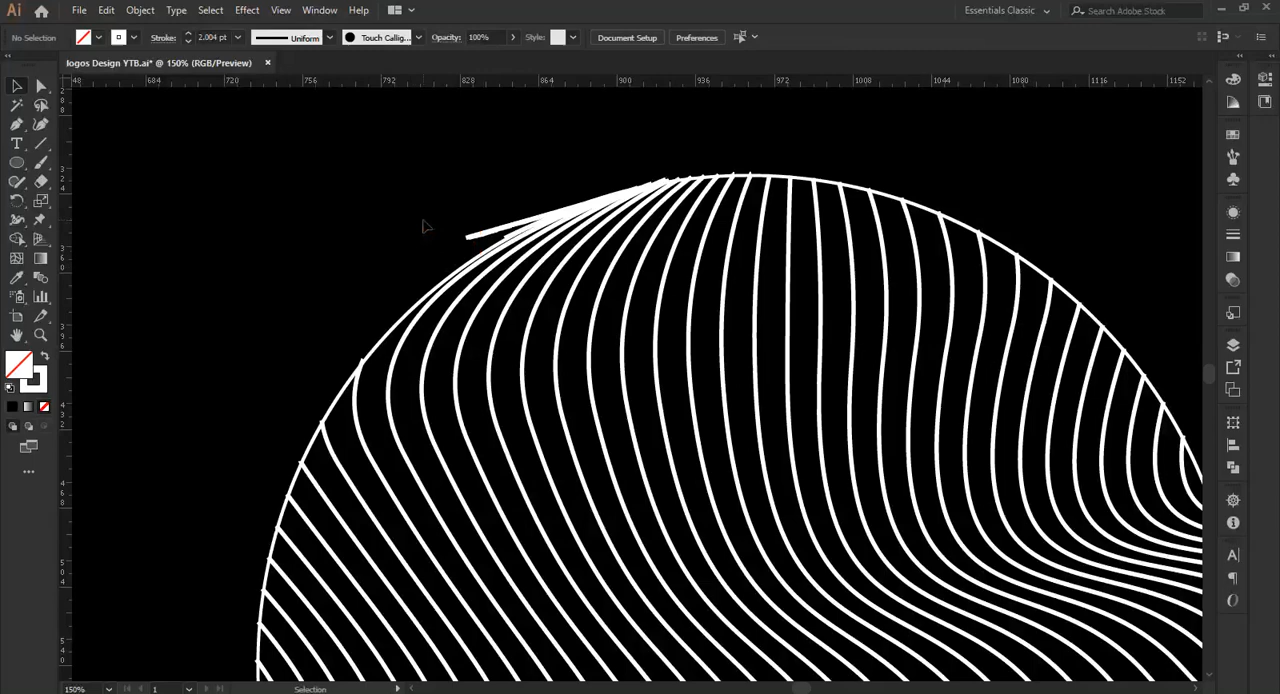 Ai File Edit Object Type Select Effect View Window Help Essentials Classic Search Adobe Stock
No Selection Stroke: 2.004 pt Uniform Touch Callig... Opacity: 100% Style: Document Setup Preferences
logos Design YTB.ai* @ 150% (RGB/Preview) ×
48 684 720 756 792 828 864 900 936 972 1008 1044 1080 1116 1152
150% 1 Selection